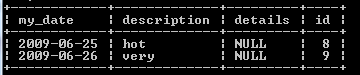 | my_date | description | details | id |
| 2009-06-25 | hot | NULL | 8 |
| 2009-06-26 | very | NULL | 9 |